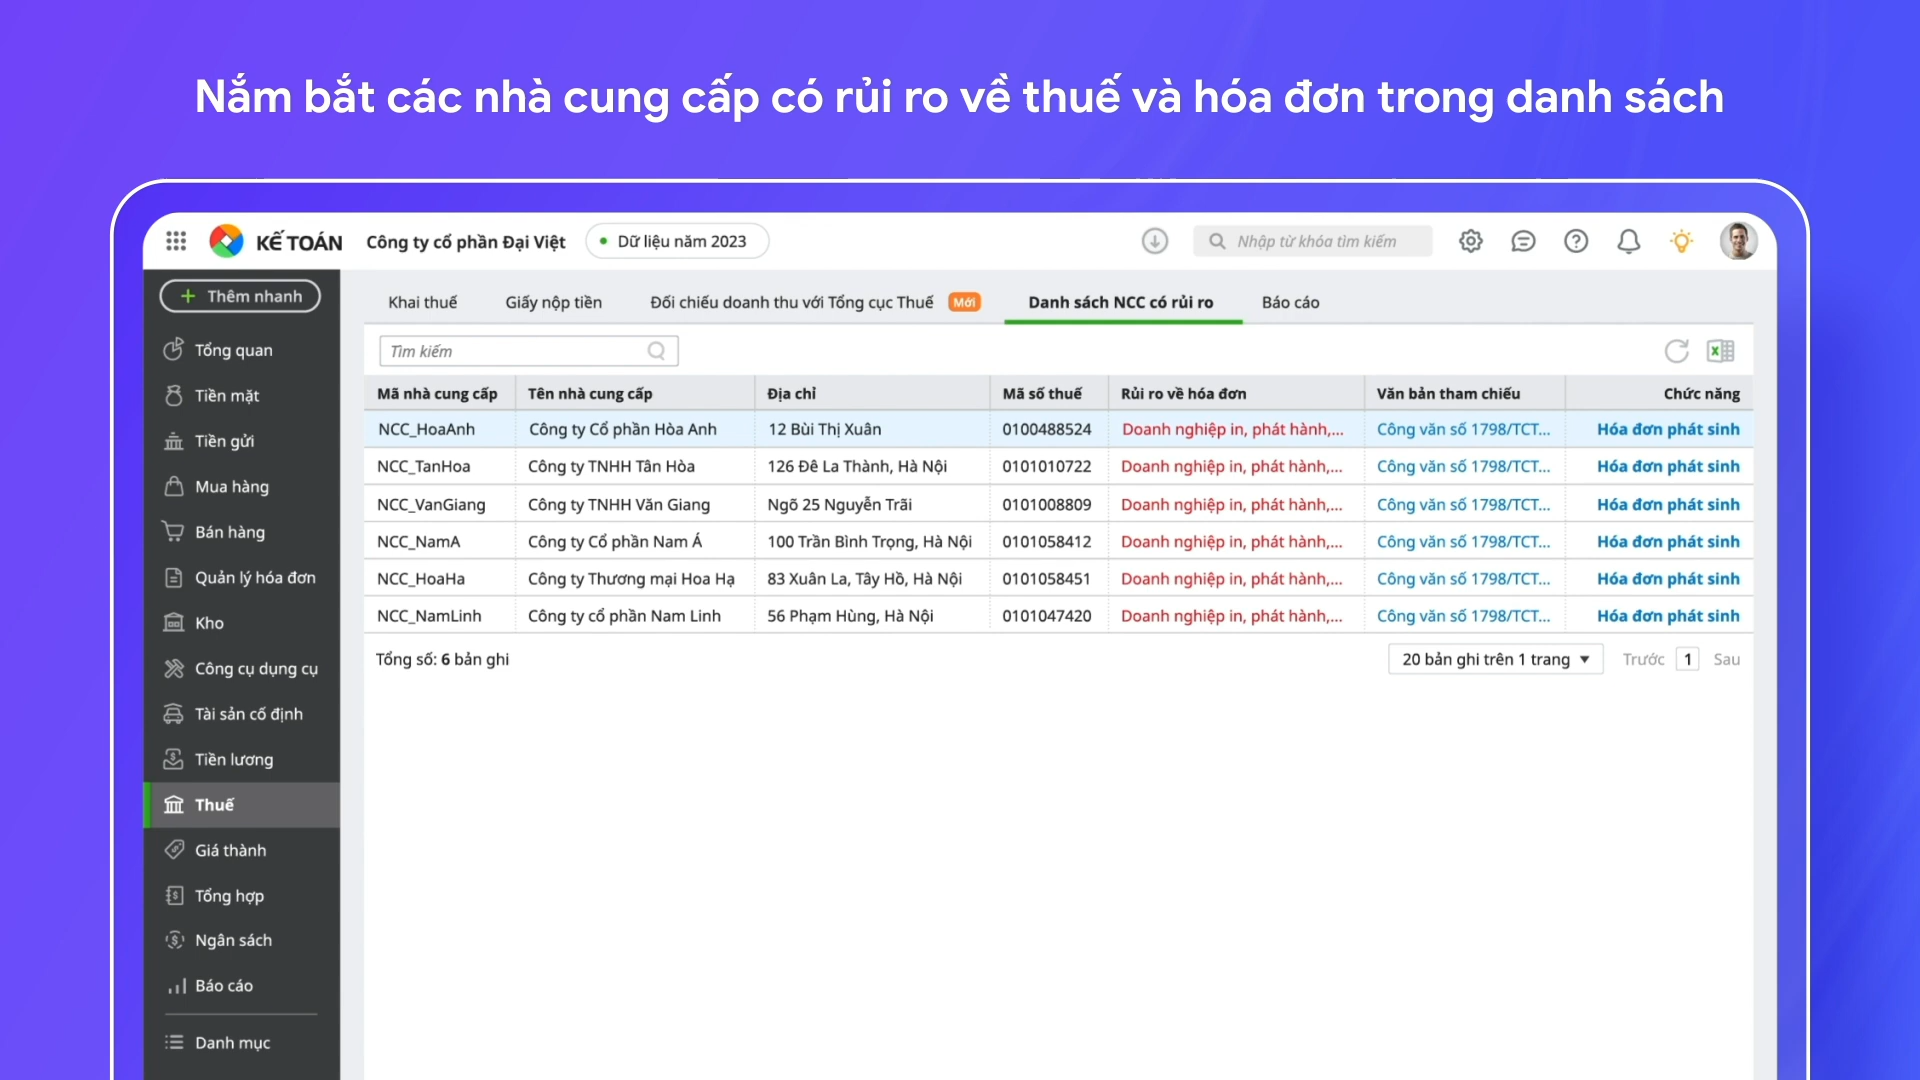 Nắm bắt các nhà cung cấp có rủi ro về thuế và hóa đơn trong danh sách
KẾ TOÁN Công ty cổ phần Đại Việt Dữ liệu năm 2023 Nhập từ khóa tìm kiếm
Thêm nhanh
Tổng quan
Tiền mặt
Tiền gửi
Mua hàng
Bán hàng
Quản lý hóa đơn
Kho
Công cụ dụng cụ
Tài sản cố định
Tiền lương
Thuế
Giá thành
Tổng hợp
Ngân sách
Báo cáo
Danh mục
Khai thuế Giấy nộp tiền Đối chiếu doanh thu với Tổng cục Thuế Mới Danh sách NCC có rủi ro Báo cáo
Tìm kiếm
Mã nhà cung cấp Tên nhà cung cấp Địa chỉ Mã số thuế Rủi ro về hóa đơn Văn bản tham chiếu Chức năng
NCC_HoaAnh Công ty Cổ phần Hòa Anh 12 Bùi Thị Xuân 0100488524 Doanh nghiệp in, phát hành,... Công văn số 1798/TCT... Hóa đơn phát sinh
NCC_TanHoa Công ty TNHH Tân Hòa 126 Đê La Thành, Hà Nội 0101010722 Doanh nghiệp in, phát hành,... Công văn số 1798/TCT... Hóa đơn phát sinh
NCC_VanGiang Công ty TNHH Văn Giang Ngõ 25 Nguyễn Trãi 0101008809 Doanh nghiệp in, phát hành,... Công văn số 1798/TCT... Hóa đơn phát sinh
NCC_NamA Công ty Cổ phần Nam Á 100 Trần Bình Trọng, Hà Nội 0101058412 Doanh nghiệp in, phát hành,... Công văn số 1798/TCT... Hóa đơn phát sinh
NCC_HoaHa Công ty Thương mại Hoa Hạ 83 Xuân La, Tây Hồ, Hà Nội 0101058451 Doanh nghiệp in, phát hành,... Công văn số 1798/TCT... Hóa đơn phát sinh
NCC_NamLinh Công ty cổ phần Nam Linh 56 Phạm Hùng, Hà Nội 0101047420 Doanh nghiệp in, phát hành,... Công văn số 1798/TCT... Hóa đơn phát sinh
Tổng số: 6 bản ghi 20 bản ghi trên 1 trang Trước 1 Sau